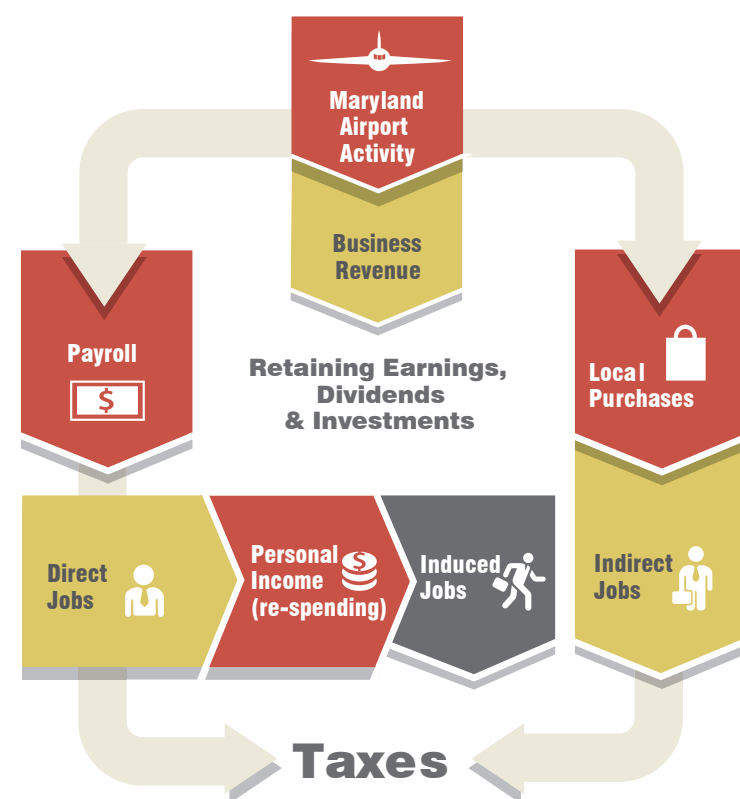 Maryland
Airport
Activity
Business
Revenue
Payroll
$
Retaining Earnings,
Dividends
& Investments
Local
Purchases
Direct
Jobs
Personal
Income
(re-spending)
$
Induced
Jobs
Indirect
Jobs
Taxes